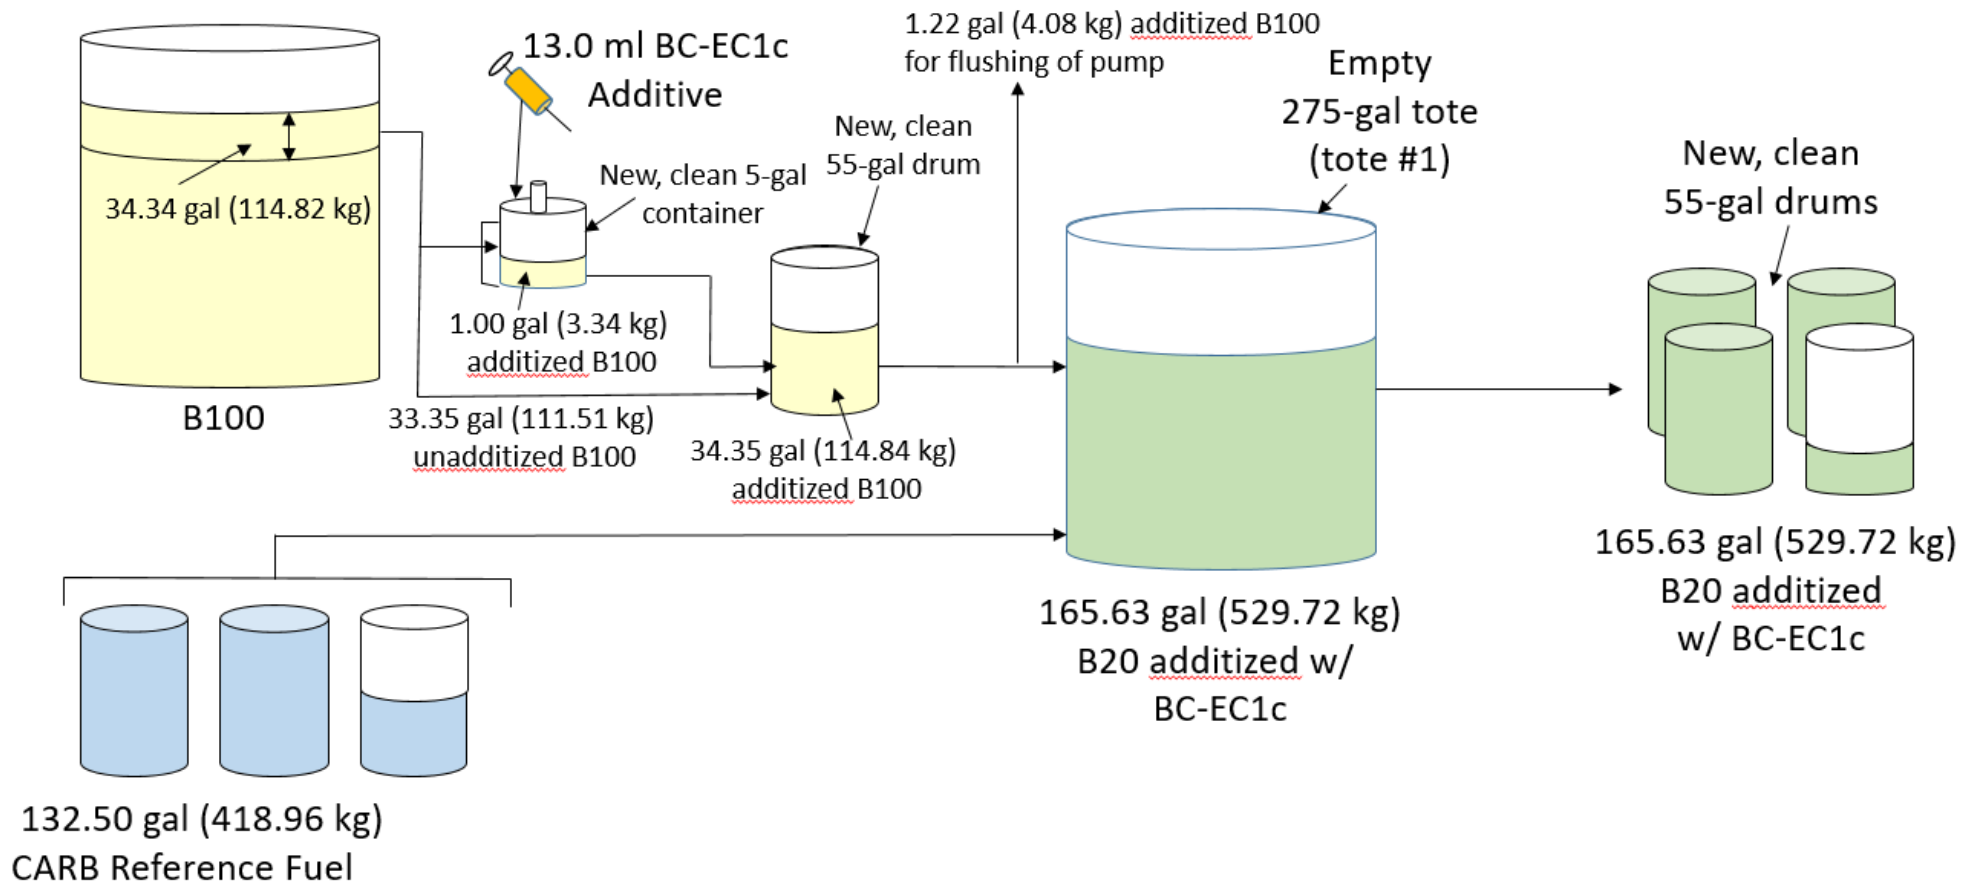 1.22 gal (4.08 kg) additized B100
for flushing of pump
13.0 ml BC-EC1c
Additive
Empty
275-gal tote
(tote #1)
New, clean
55-gal drum
New, clean
55-gal drums
New, clean 5-gal
container
34.34 gal (114.82 kg)
1.00 gal (3.34 kg)
additized B100
B100
33.35 gal (111.51 kg)
unadditized B100
34.35 gal (114.84 kg)
additized B100
165.63 gal (529.72 kg)
B20 additized
w/ BC-EC1c
165.63 gal (529.72 kg)
B20 additized w/
BC-EC1c
132.50 gal (418.96 kg)
CARB Reference Fuel